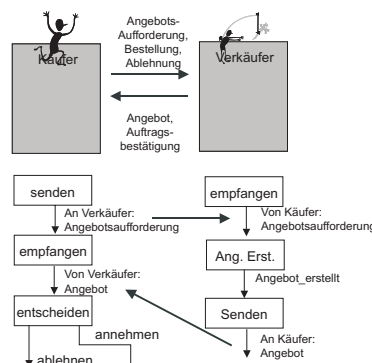 Angebots-
Aufforderung,
Bestellung,
Ablehnung
Käufer
Verkäufer
Angebot,
Auftrags-
bestätigung
senden
empfangen
An Verkäufer:
Angebotsaufforderung
Von Käufer:
Angebotsaufforderung
empfangen
Ang. Erst.
Von Verkäufer:
Angebot
Angebot_erstellt
entscheiden
Senden
annehmen
An Käufer:
Angebot
ablehnen